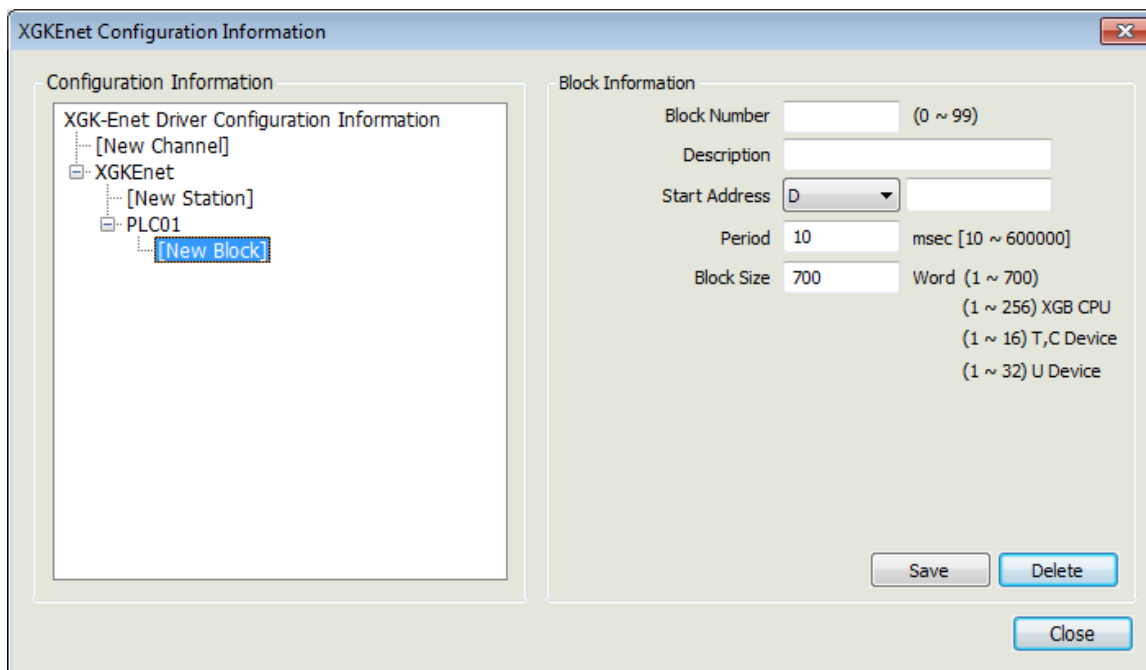 XGKEnet Configuration Information
Configuration Information
XGK-Enet Driver Configuration Information
[New Channel]
XGKEnet
[New Station]
PLC01
[New Block]
Block Information
Block Number (0 ~ 99)
Description
Start Address D
Period 10 msec [10 ~ 600000]
Block Size 700 Word (1 ~ 700)
(1 ~ 256) XGB CPU
(1 ~ 16) T,C Device
(1 ~ 32) U Device
Save Delete
Close